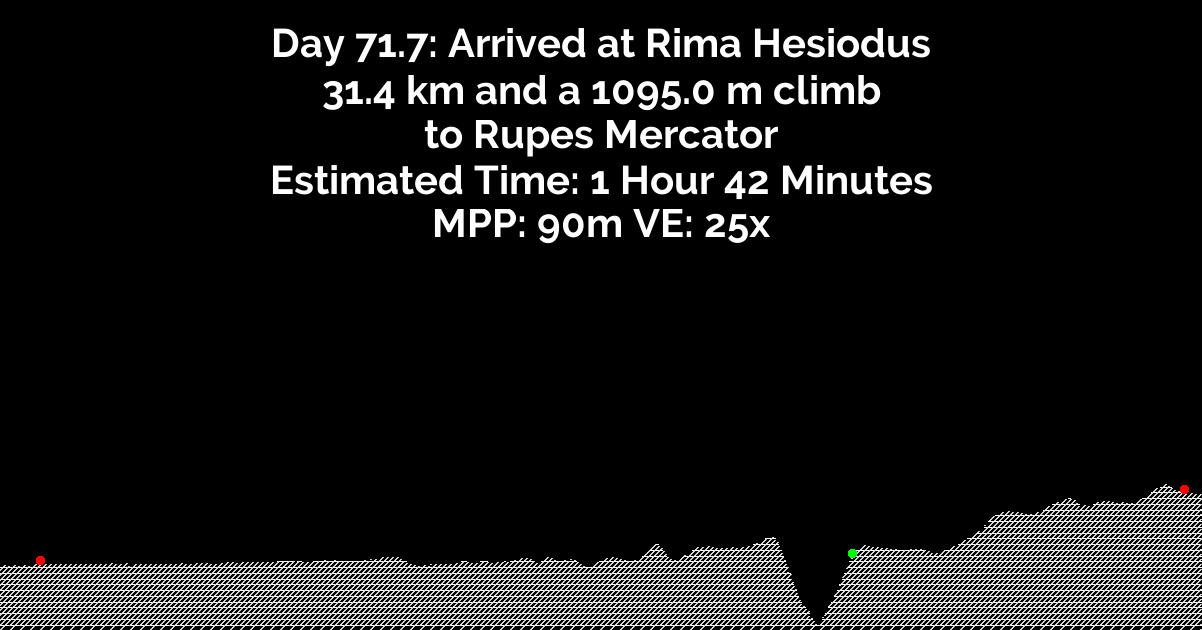 Day 71.7: Arrived at Rima Hesiodus
31.4 km and a 1095.0 m climb
to Rupes Mercator
Estimated Time: 1 Hour 42 Minutes
MPP: 90m VE: 25x